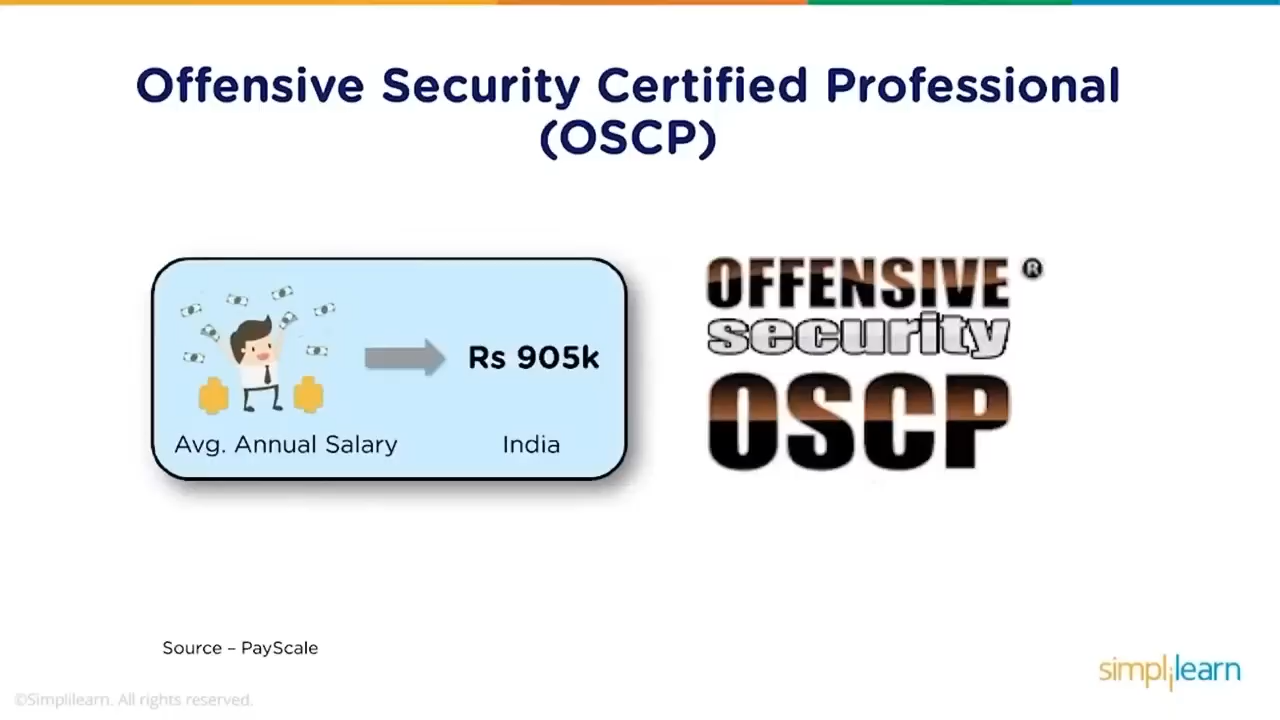 Offensive Security Certified Professional
(OSCP)
OFFENSIVE ®
security
OSCP
Rs 905k
Avg. Annual Salary India
Source – PayScale
simplilearn
©Simplilearn. All rights reserved.